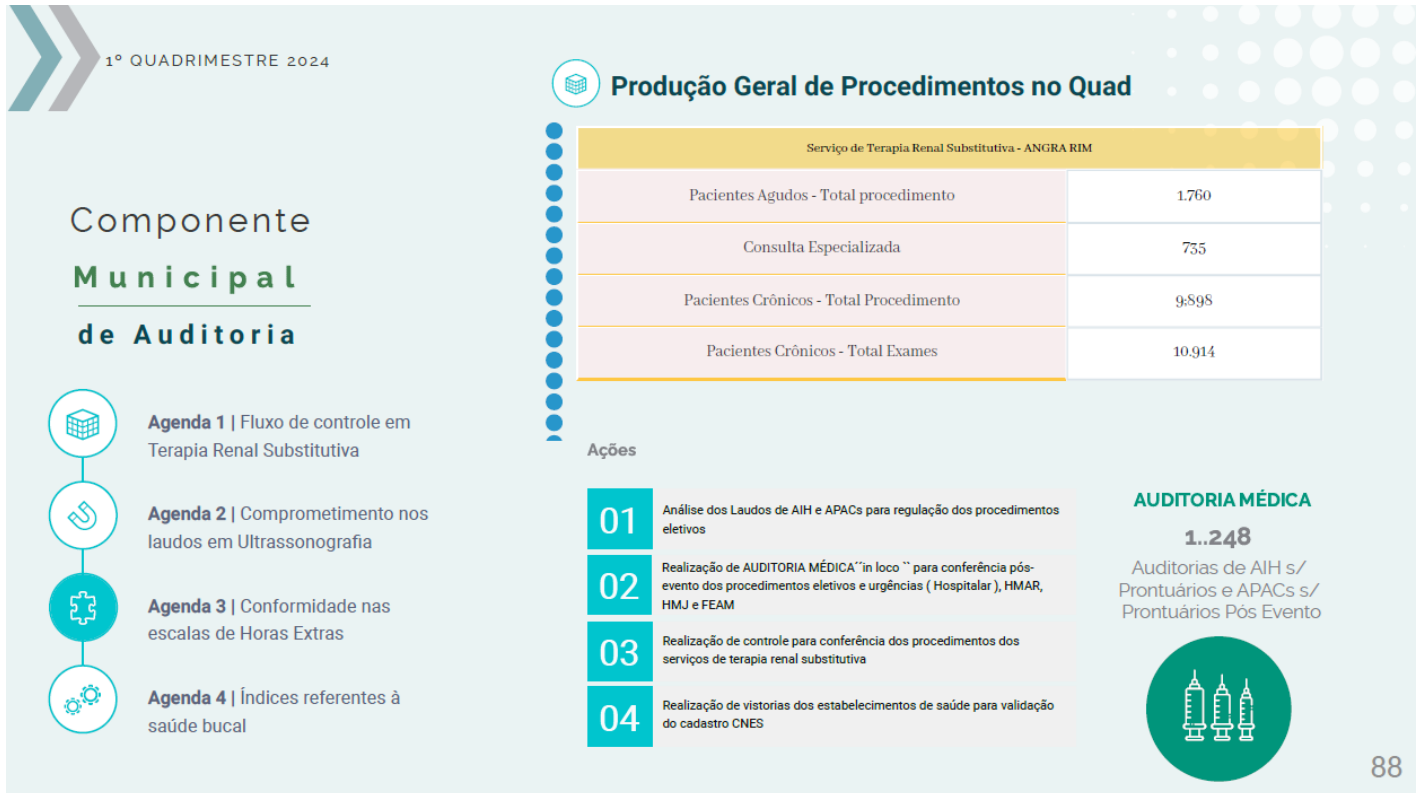 1º QUADRIMESTRE 2024
Componente
Municipal
de Auditoria
Agenda 1 | Fluxo de controle em
Terapia Renal Substitutiva
Agenda 2 | Comprometimento nos
laudos em Ultrassonografia
Agenda 3 | Conformidade nas
escalas de Horas Extras
Agenda 4 | Índices referentes à
saúde bucal
Produção Geral de Procedimentos no Quad
Serviço de Terapia Renal Substitutiva - ANGRA RIM
Pacientes Agudos - Total procedimento 1.760
Consulta Especializada 735
Pacientes Crônicos - Total Procedimento 9:898
Pacientes Crônicos - Total Exames 10.914
Ações
01
Análise dos Laudos de AIH e APACs para regulação dos procedimentos
eletivos
02
Realização de AUDITORIA MÉDICA´´in loco `` para conferência pós-
evento dos procedimentos eletivos e urgências ( Hospitalar ), HMAR,
HMJ e FEAM
03
Realização de controle para conferência dos procedimentos dos
serviços de terapia renal substitutiva
04
Realização de vistorias dos estabelecimentos de saúde para validação
do cadastro CNES
AUDITORIA MÉDICA
1..248
Auditorias de AIH s/
Prontuários e APACs s/
Prontuários Pós Evento
88